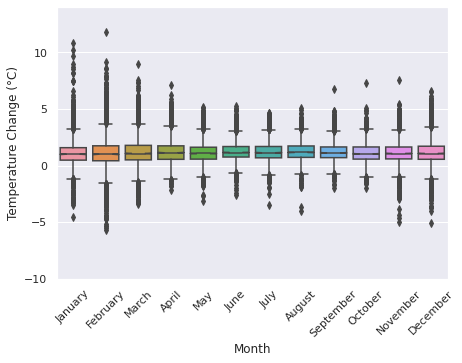 Temperature Change (°C)
10
5
0
−5
−10
January
February
March
April
May
June
July
August
September
October
November
December
Month